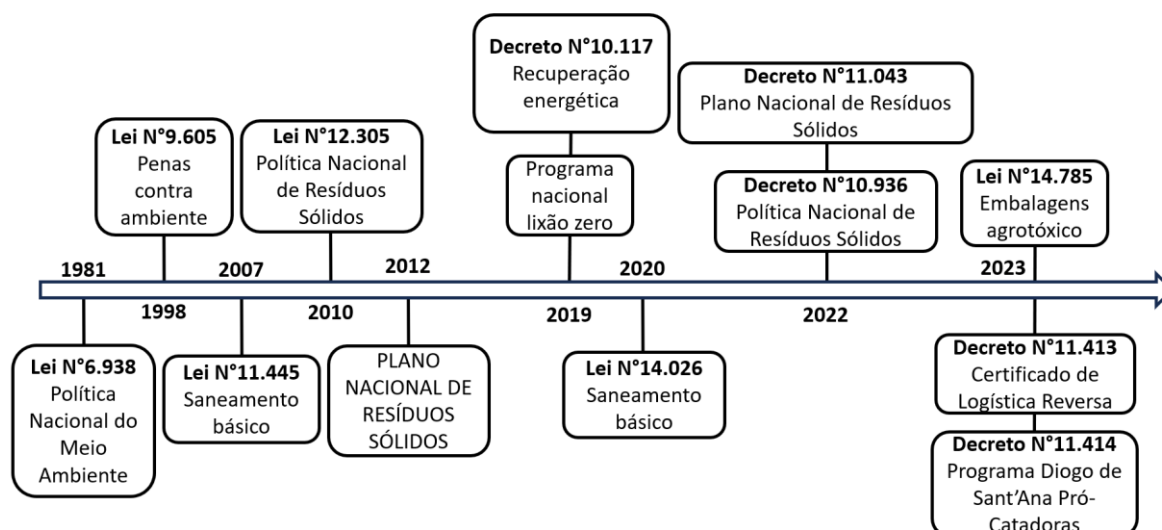 Decreto N°10.117
Recuperação
energética
Decreto N°11.043
Plano Nacional de Resíduos
Sólidos
Lei N°9.605
Penas
contra
ambiente
Lei N°12.305
Política Nacional
de Resíduos
Sólidos
Programa
nacional
lixão zero
Decreto N°10.936
Política Nacional de
Resíduos Sólidos
Lei N°14.785
Embalagens
agrotóxico
1981
2007
2012
2020
2023
1998
2010
2019
2022
Lei N°6.938
Política
Nacional do
Meio
Ambiente
Lei N°11.445
Saneamento
básico
PLANO
NACIONAL DE
RESÍDUOS
SÓLIDOS
Lei N°14.026
Saneamento
básico
Decreto N°11.413
Certificado de
Logística Reversa
Decreto N°11.414
Programa Diogo de
Sant’Ana Pró-
Catadoras